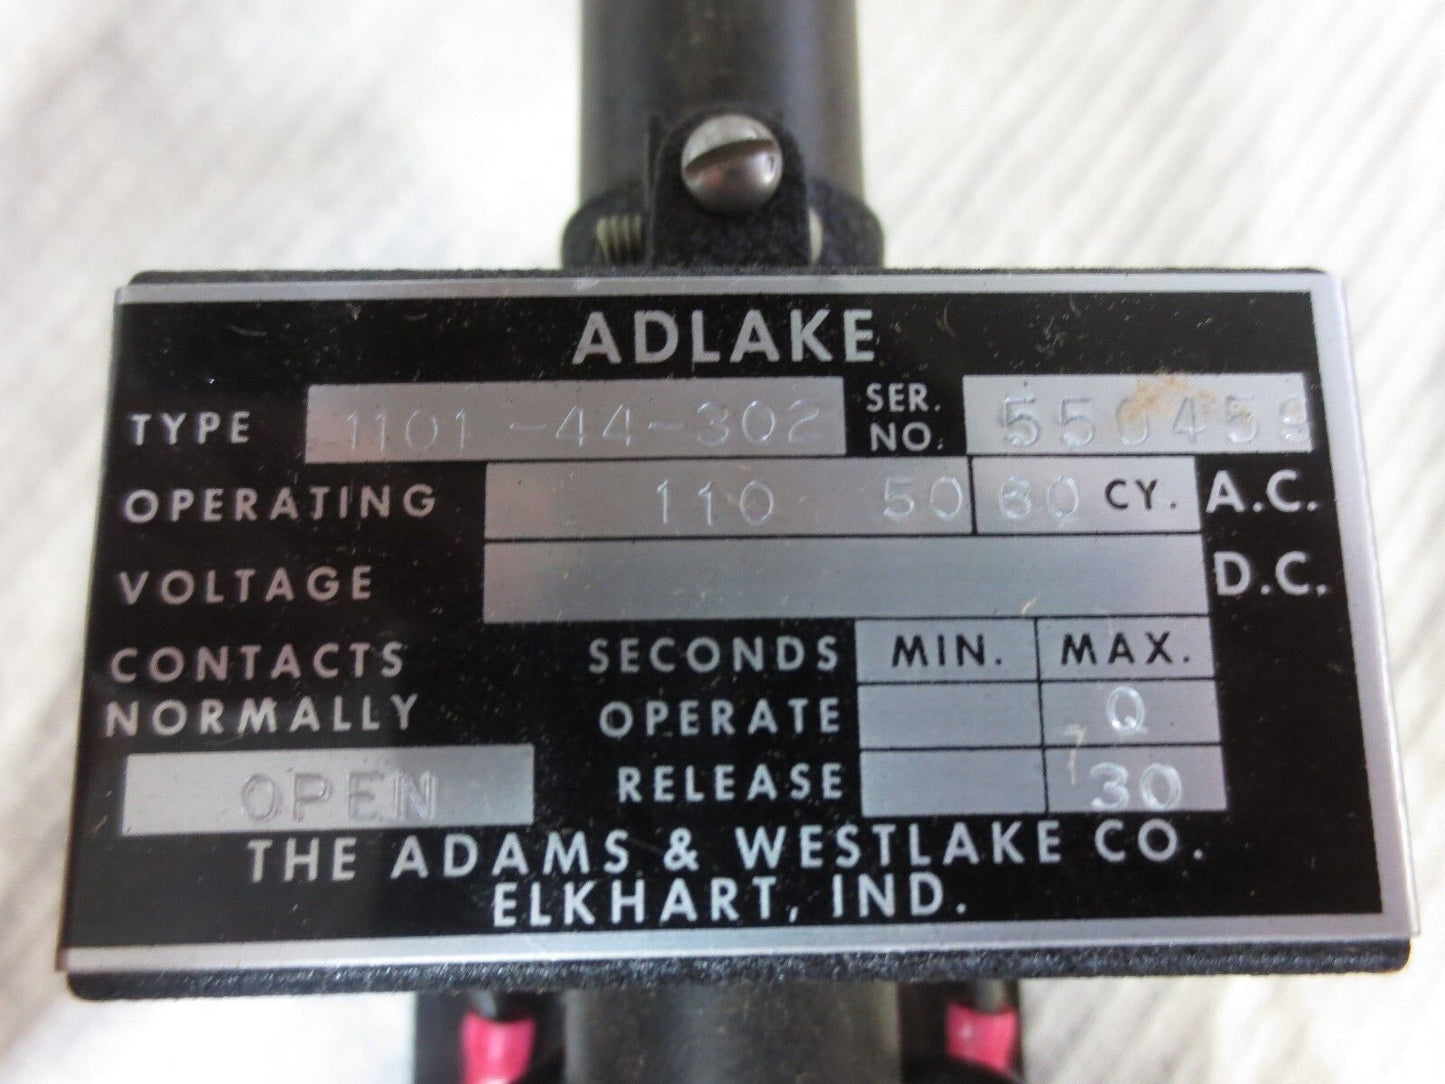 ADLAKE
TYPE 1101-44-302 SER. NO. 550459
OPERATING 110 50 60 CY. A.C.
VOLTAGE D.C.
CONTACTS SECONDS MIN. MAX.
NORMALLY OPERATE Q
OPEN RELEASE 30
THE ADAMS & WESTLAKE CO.
ELKHART, IND.